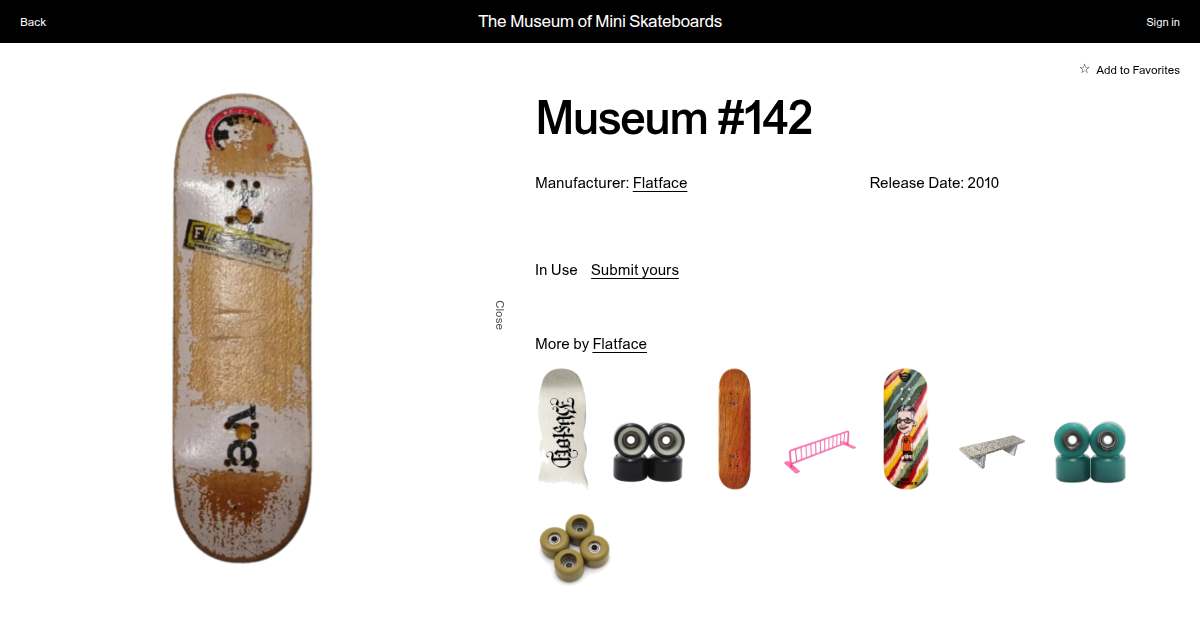 Back
The Museum of Mini Skateboards
Sign in
☆ Add to Favorites
Museum #142
Manufacturer: Flatface
Release Date: 2010
In Use Submit yours
Close
More by Flatface